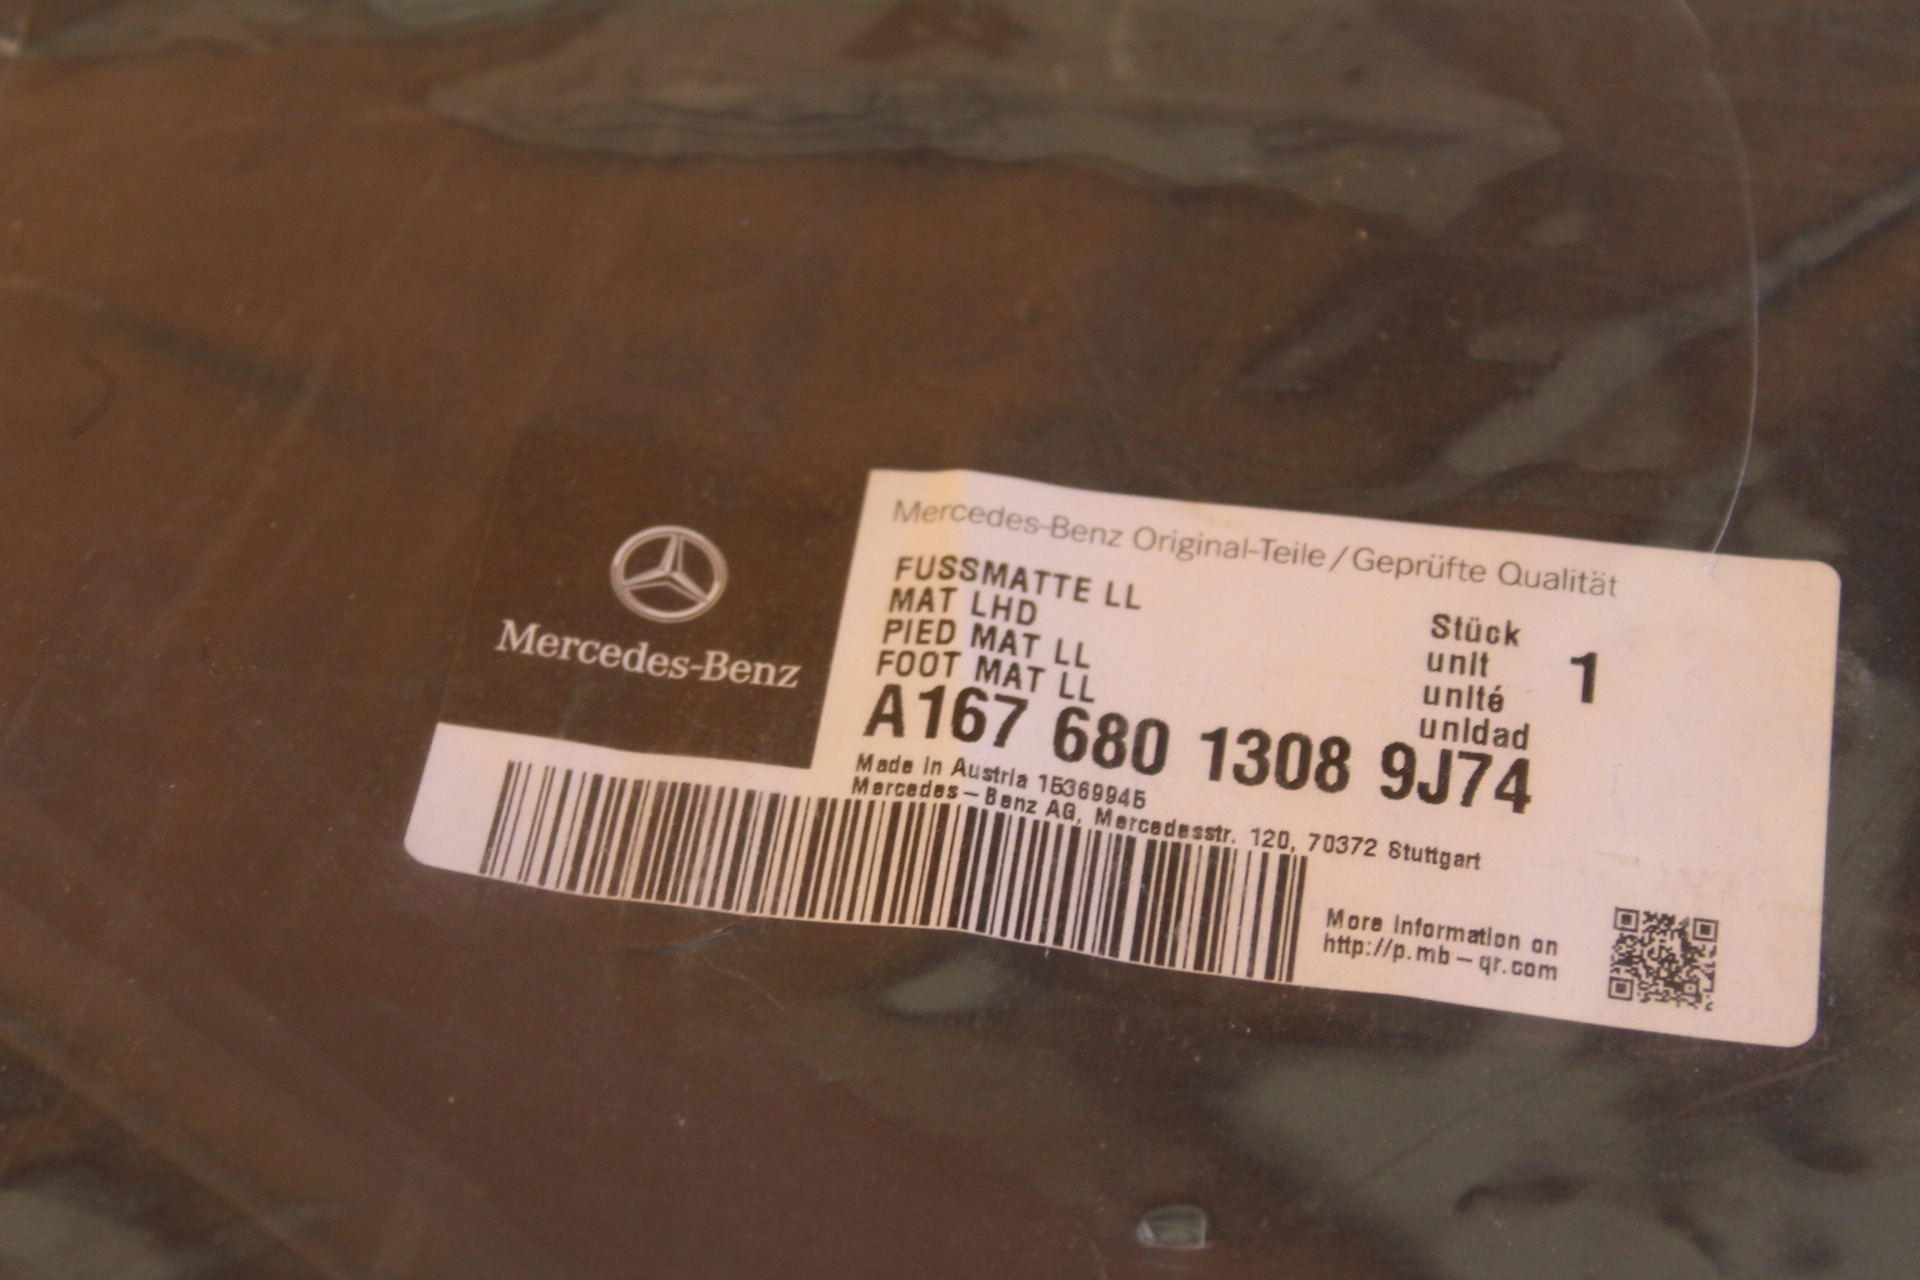 Mercedes-Benz
Mercedes-Benz Original-Teile/Geprüfte Qualität
FUSSMATTE LL
MAT LHD
PIED MAT LL
FOOT MAT LL
Stück
unit
unité
unidad
1
A167 680 1308 9J74
Made in Austria 15369945
Mercedes-Benz AG, Mercedesstr. 120, 70372 Stuttgart
More information on
http://p.mb-qr.com